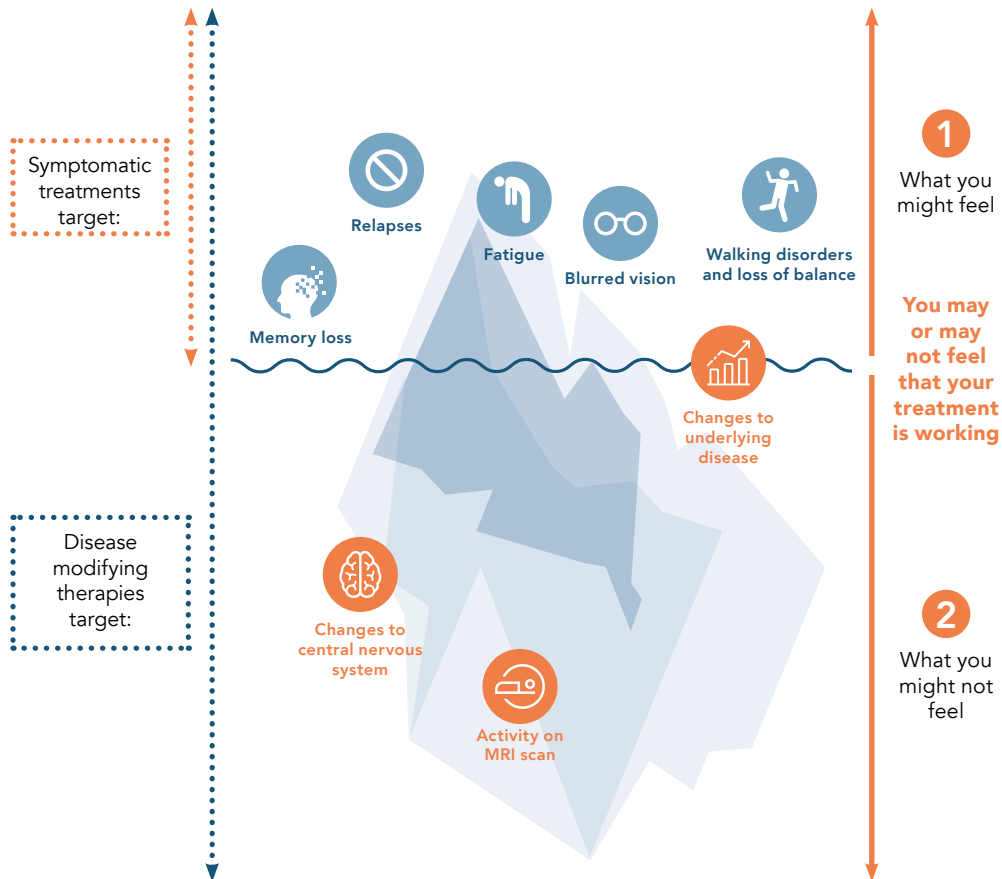 Symptomatic
treatments
target:
Relapses
Fatigue
Blurred vision
Walking disorders
and loss of balance
Memory loss
1
What you
might feel
You may
or may
not feel
that your
treatment
is working
Changes to
underlying
disease
Disease
modifying
therapies
target:
Changes to
central nervous
system
Activity on
MRI scan
2
What you
might not
feel